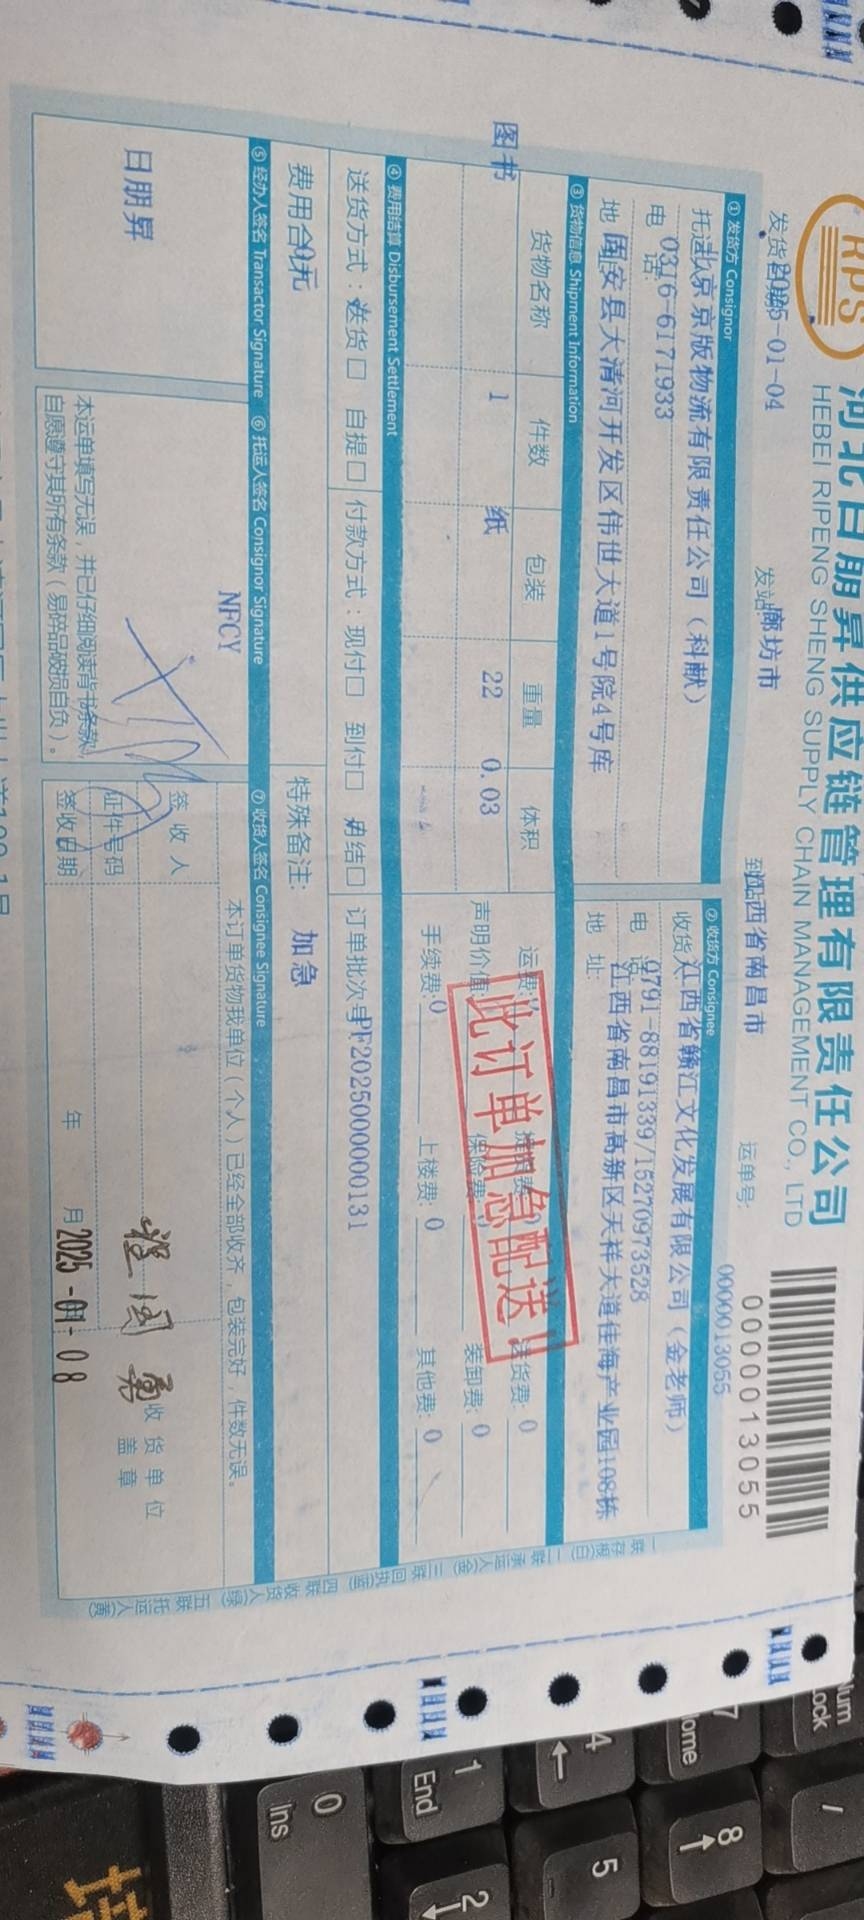 RPS
河北日朋昇供应链管理有限责任公司
HEBEI RIPENG SHENG SUPPLY CHAIN MANAGEMENT CO., LTD
0000013055
发货日期 2025-01-04
发站 廊坊市
到站 江西省南昌市
运单号:
0000013055
① 发货方 Consignor
② 收货方 Consignee
托运 北京京版物流有限责任公司(科献)
收货 江西省赣江文化发展有限公司(金老师)
电话 0316-6171933
电话 0791-88191339/15270973528
地址 固安县大清河开发区伟世大道1号院4号库
地址: 江西省南昌市高新区天祥大道佳海产业园108栋
③ 货物信息 Shipment Information
货物名称 件数 包装 重量 体积
图书 1 纸 22 0.03
运费: 送货费: 0
声明价值: 保险费: 装卸费: 0
手续费: 0 上楼费: 0 其他费: 0
此订单加急配送!
④ 费用结算 Disbursement Settlement
送货方式:送货□ 自提□ 付款方式:现付□ 到付□ 月结□ 订单批次号 PF2025000000131
费用合 0元
特殊备注: 加急
⑤ 经办人签名 Transactor Signature
⑥ 托运人签名 Consignor Signature
⑦ 收货人签名 Consignee Signature
日朋昇
NFCY
本运单填写无误,并已仔细阅读背书条款,
自愿遵守其所有条款(易碎品破损自负)。
本订单货物我单位(个人)已经全部收齐,包装完好,件数无误。
签收人
证件号码
签收日期
年 月
2025-01-08
收货单位
盖章
一联存根(白) 二联承运人(金) 三联回执(蓝) 四联收货人(绿) 五联托运人(黄)
Num
Lock
/
7
Home
8
4
5
1
End
2
0
Ins